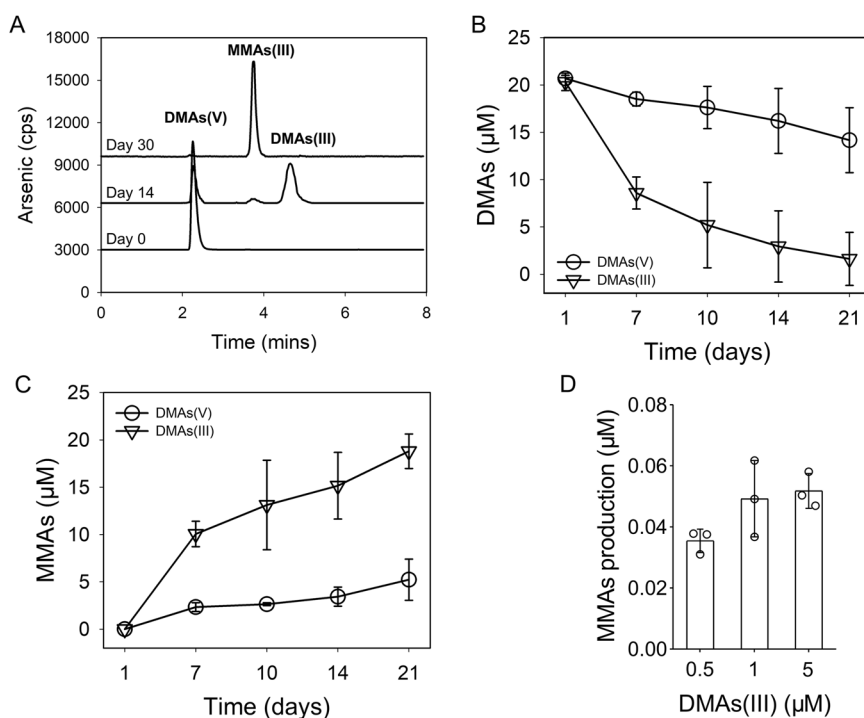 A
Arsenic (cps)
18000
15000
12000
9000
6000
3000
0
MMAs(III)
DMAs(V)
DMAs(III)
Day 30
Day 14
Day 0
0 2 4 6 8
Time (mins)
B
DMAs (µM)
25
20
15
10
5
0
DMAs(V)
DMAs(III)
1 7 10 14 21
Time (days)
C
MMAs (µM)
25
20
15
10
5
0
DMAs(V)
DMAs(III)
1 7 10 14 21
Time (days)
D
MMAs production (µM)
0.08
0.06
0.04
0.02
0.00
0.5 1 5
DMAs(III) (µM)